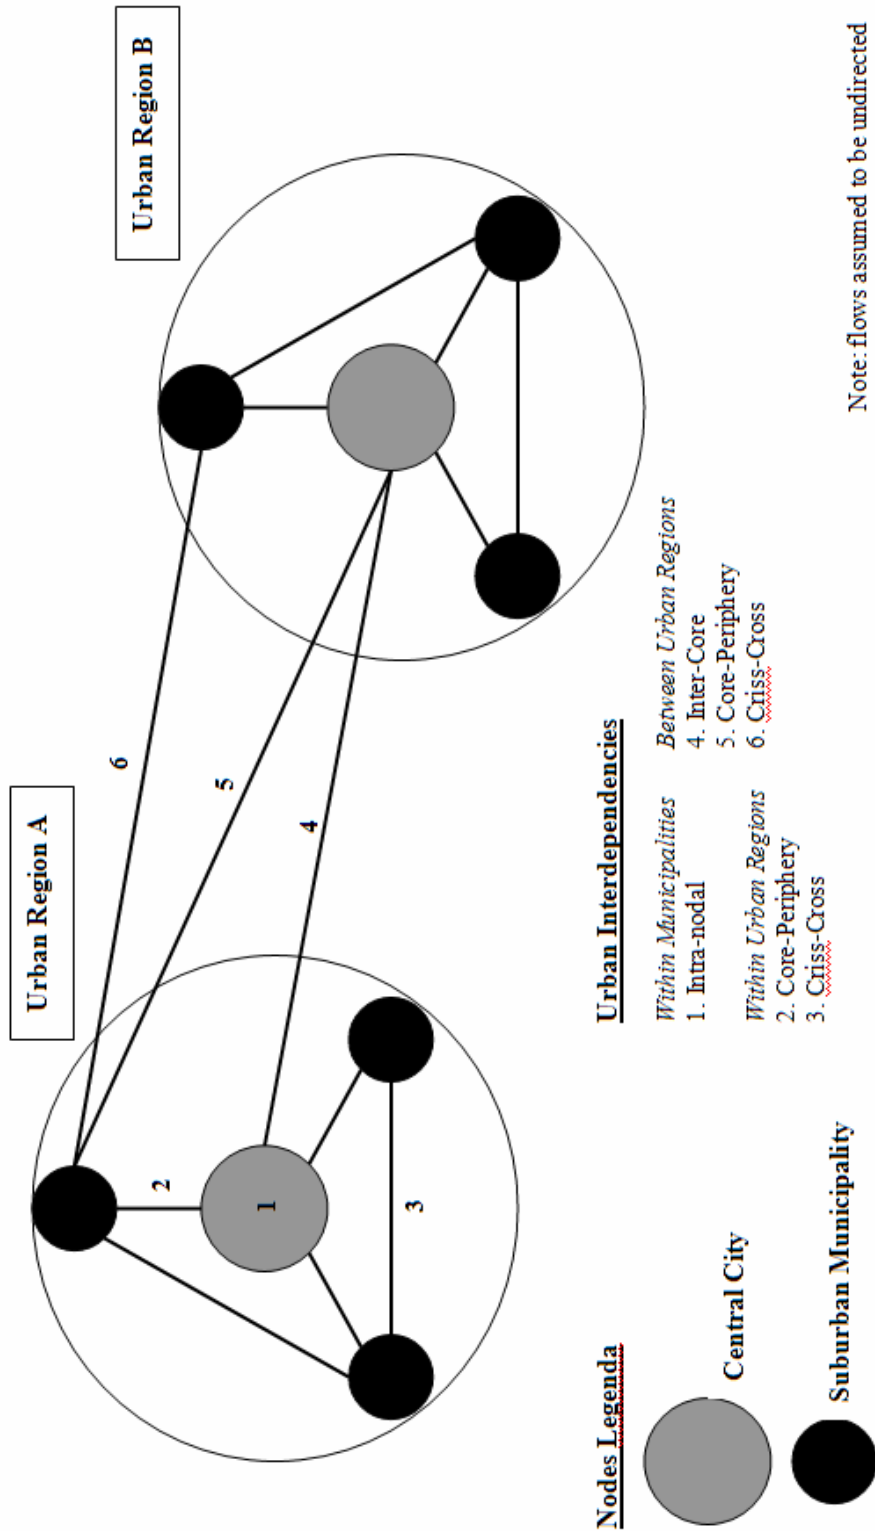 Urban Region A
Urban Region B
6
5
4
2
1
3
Nodes Legenda
Central City
Suburban Municipality
Urban Interdependencies
Within Municipalities
1. Intra-nodal
Within Urban Regions
2. Core-Periphery
3. Criss-Cross
Between Urban Regions
4. Inter-Core
5. Core-Periphery
6. Criss-Cross
Note: flows assumed to be undirected